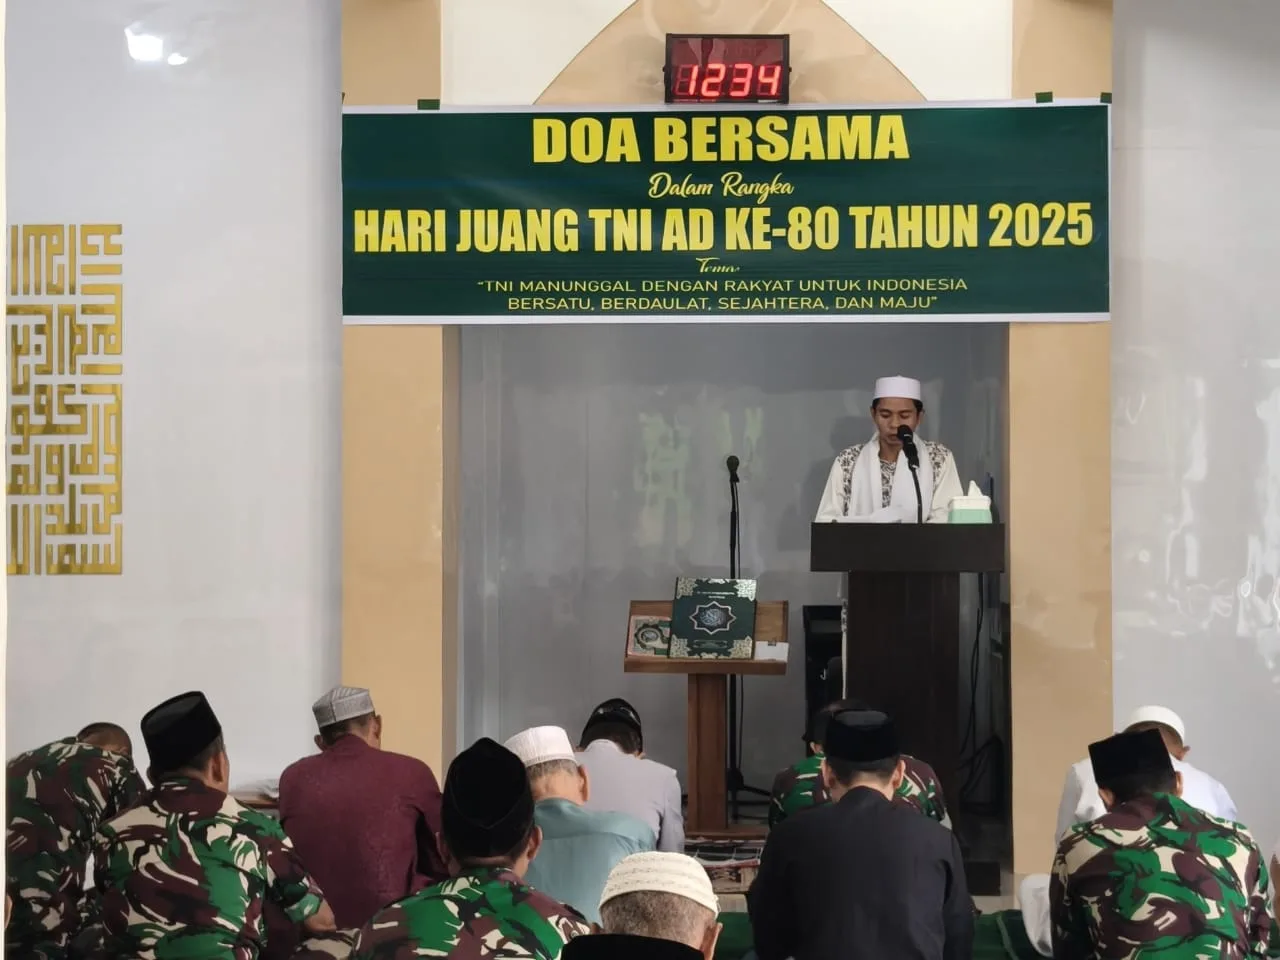 1234
DOA BERSAMA
Dalam Rangka
HARI JUANG TNI AD KE-80 TAHUN 2025
Tema
“TNI MANUNGGAL DENGAN RAKYAT UNTUK INDONESIA
BERSATU, BERDAULAT, SEJAHTERA, DAN MAJU”